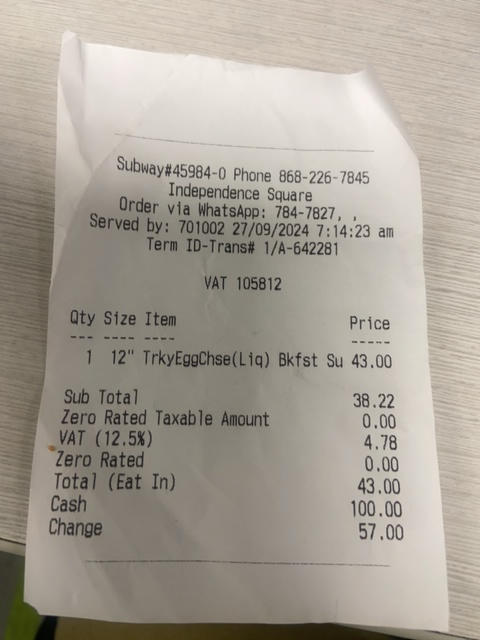 Subway#45984-0 Phone 868-226-7845
Independence Square
Order via WhatsApp: 784-7827, ,
Served by: 701002 27/09/2024 7:14:23 am
Term ID-Trans# 1/A-642281
VAT 105812
Qty Size Item Price
--- ---- ---- -----
1 12" TrkyEggChse(Liq) Bkfst Su 43.00
Sub Total 38.22
Zero Rated Taxable Amount 0.00
VAT (12.5%) 4.78
Zero Rated 0.00
Total (Eat In) 43.00
Cash 100.00
Change 57.00